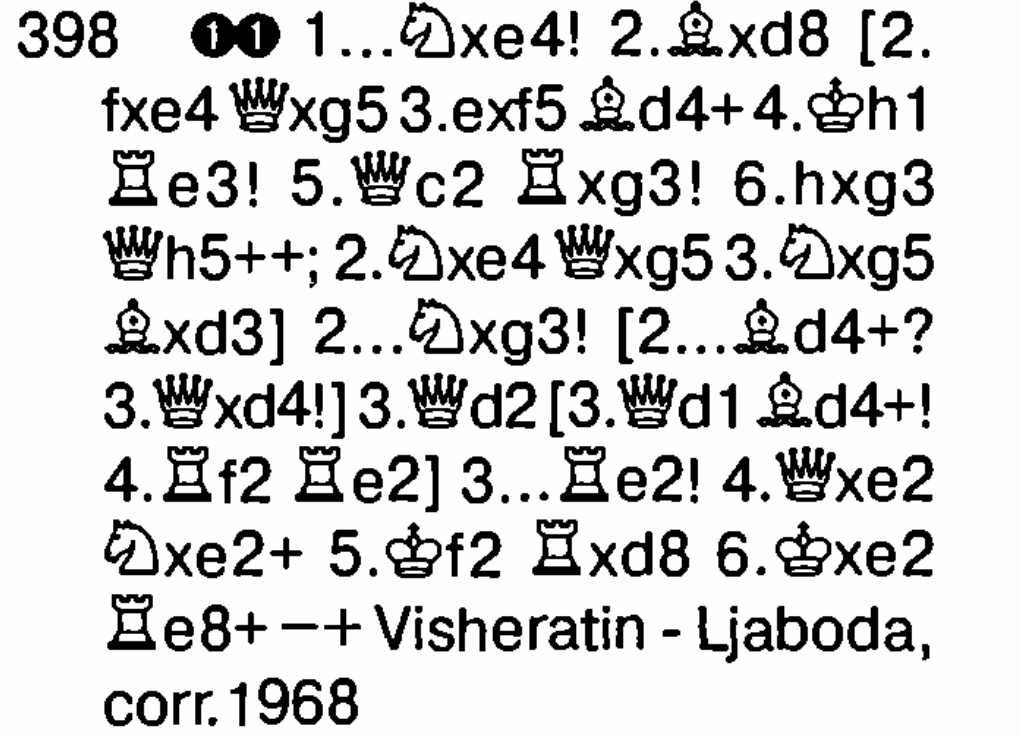 398 ❶❶ 1...♘xe4! 2.♗xd8 [2.
fxe4 ♕xg5 3.exf5 ♗d4+ 4.♔h1
♖e3! 5.♕c2 ♖xg3! 6.hxg3
♕h5++; 2.♘xe4 ♕xg5 3.♘xg5
♗xd3] 2...♘xg3! [2...♗d4+?
3.♕xd4!] 3.♕d2 [3.♕d1 ♗d4+!
4.♖f2 ♖e2] 3...♖e2! 4.♕xe2
♘xe2+ 5.♔f2 ♖xd8 6.♔xe2
♖e8+ −+ Visheratin - Ljaboda,
corr.1968